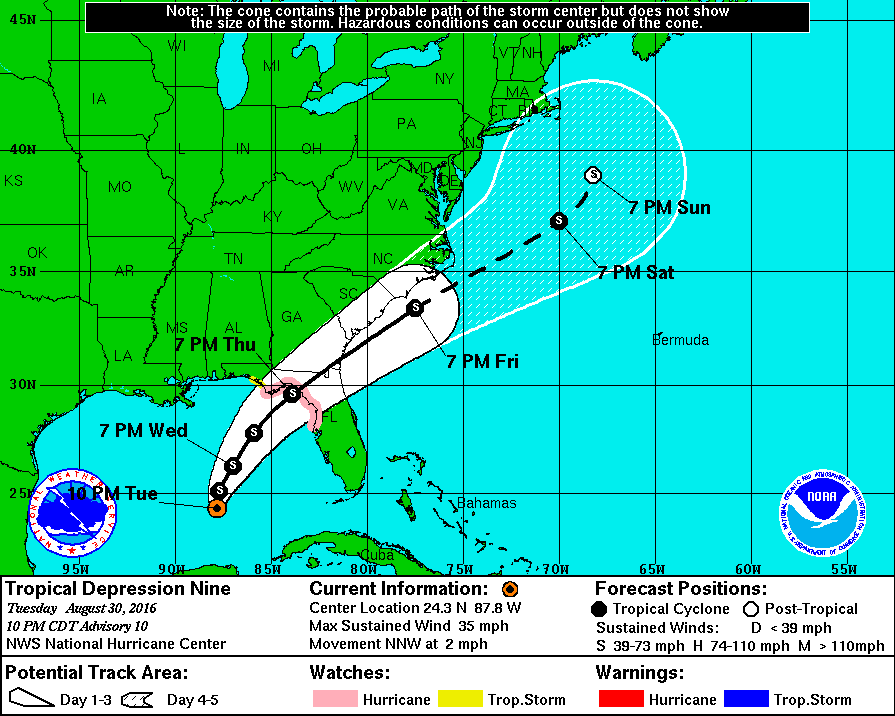 Note: The cone contains the probable path of the storm center but does not show
the size of the storm. Hazardous conditions can occur outside of the cone.
45N
WI
MI
VT NH
NY
MA
IA
CT
PA
40N
IN
OH
NJ
MD
DE
KS
MO
WV
VA
7 PM Sun
KY
OK
TN
NC
35N
AR
7 PM Sat
SC
MS
AL
GA
7 PM Thu
Bermuda
LA
7 PM Fri
30N
FL
7 PM Wed
10 PM Tue
25N
Bahamas
NOAA
NATIONAL WEATHER SERVICE
Cuba
95W 90W 85W 80W 75W 70W 65W 60W 55W
Tropical Depression Nine
Tuesday August 30, 2016
10 PM CDT Advisory 10
NWS National Hurricane Center
Current Information:
Center Location 24.3 N 87.8 W
Max Sustained Wind 35 mph
Movement NNW at 2 mph
Forecast Positions:
Tropical Cyclone Post-Tropical
Sustained Winds: D < 39 mph
S 39-73 mph H 74-110 mph M > 110mph
Potential Track Area:
Day 1-3 Day 4-5
Watches:
Hurricane Trop.Storm
Warnings:
Hurricane Trop.Storm